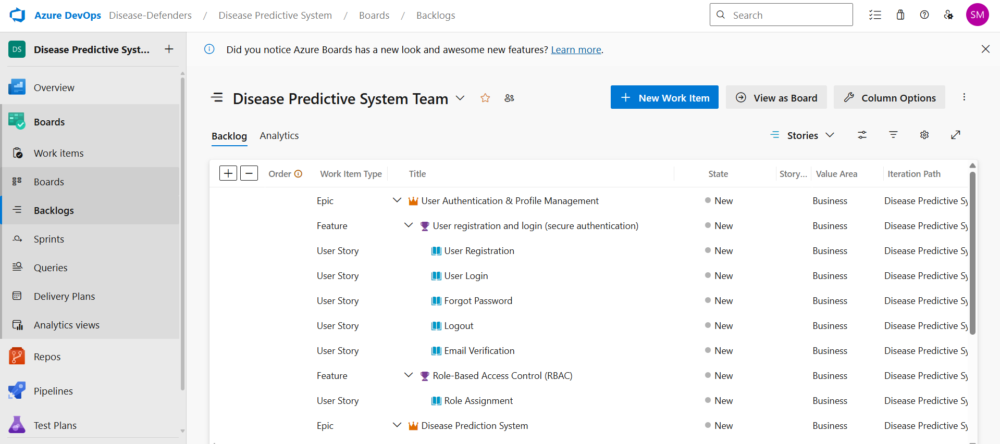 Azure DevOps Disease-Defenders / Disease Predictive System / Boards / Backlogs
Search
SM
DS Disease Predictive Syst... +
Overview
Boards
Work items
Boards
Backlogs
Sprints
Queries
Delivery Plans
Analytics views
Repos
Pipelines
Test Plans
Did you notice Azure Boards has a new look and awesome new features? Learn more.
Disease Predictive System Team
+ New Work Item
View as Board
Column Options
Backlog Analytics
Stories
Order Work Item Type Title State Story... Value Area Iteration Path
Epic User Authentication & Profile Management New Business Disease Predictive Sy
Feature User registration and login (secure authentication) New Business Disease Predictive Sy
User Story User Registration New Business Disease Predictive Sy
User Story User Login New Business Disease Predictive Sy
User Story Forgot Password New Business Disease Predictive Sy
User Story Logout New Business Disease Predictive Sy
User Story Email Verification New Business Disease Predictive Sy
Feature Role-Based Access Control (RBAC) New Business Disease Predictive Sy
User Story Role Assignment New Business Disease Predictive Sy
Epic Disease Prediction System New Business Disease Predictive Sy